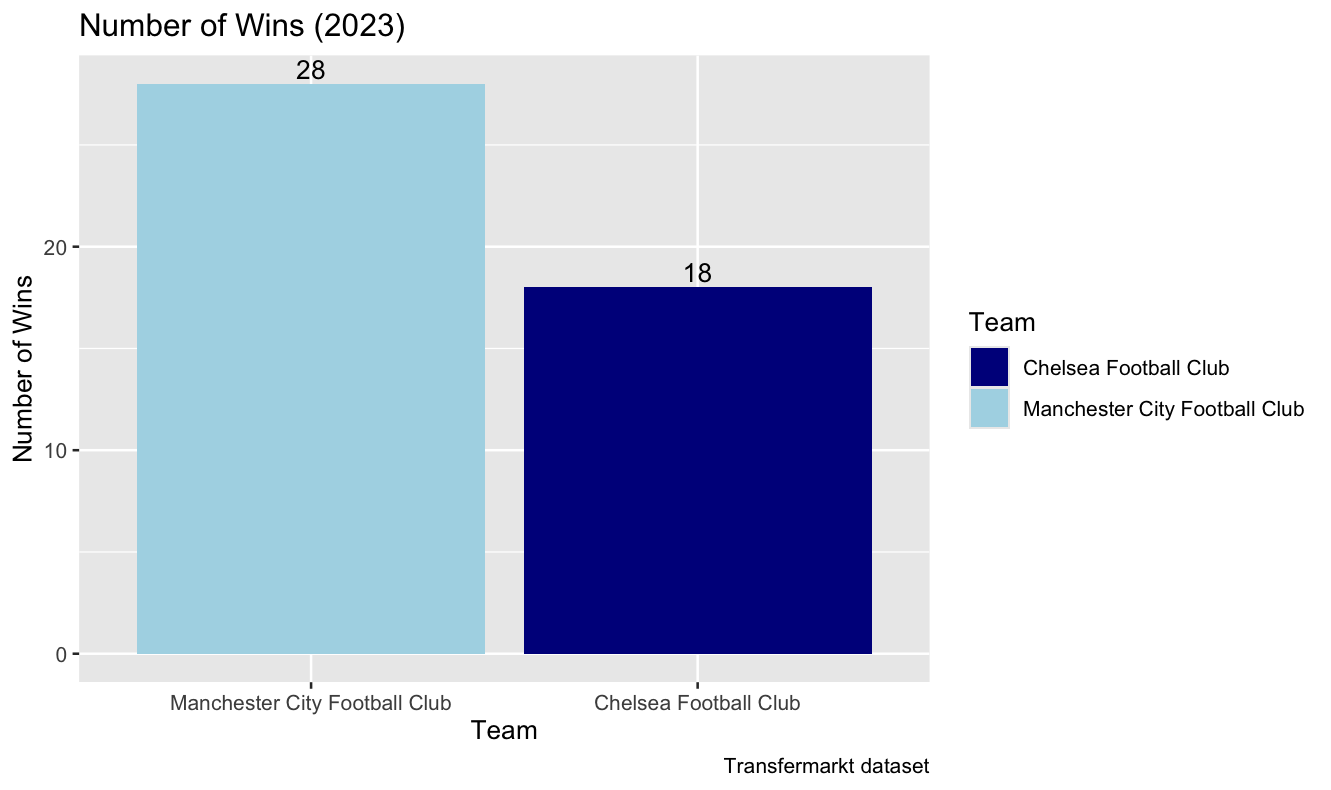 Number of Wins (2023)
28
18
20
10
0
Number of Wins
Manchester City Football Club
Chelsea Football Club
Team
Transfermarkt dataset
Team
Chelsea Football Club
Manchester City Football Club